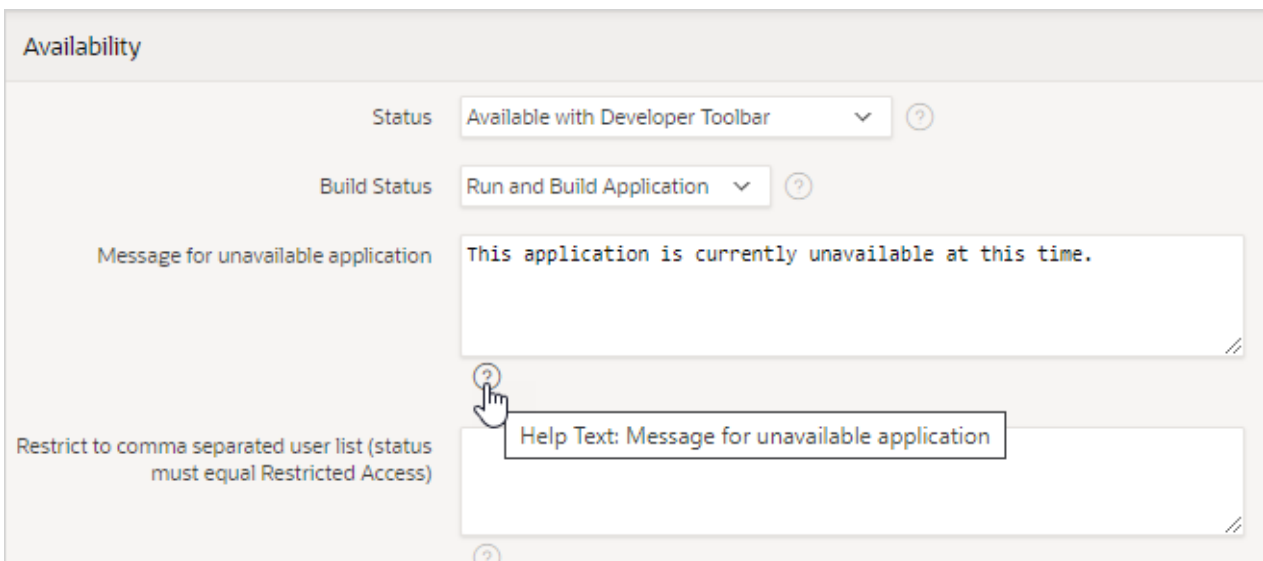 Availability
Status Available with Developer Toolbar ?
Build Status Run and Build Application ?
Message for unavailable application This application is currently unavailable at this time.
?
Help Text: Message for unavailable application
Restrict to comma separated user list (status
must equal Restricted Access)
?